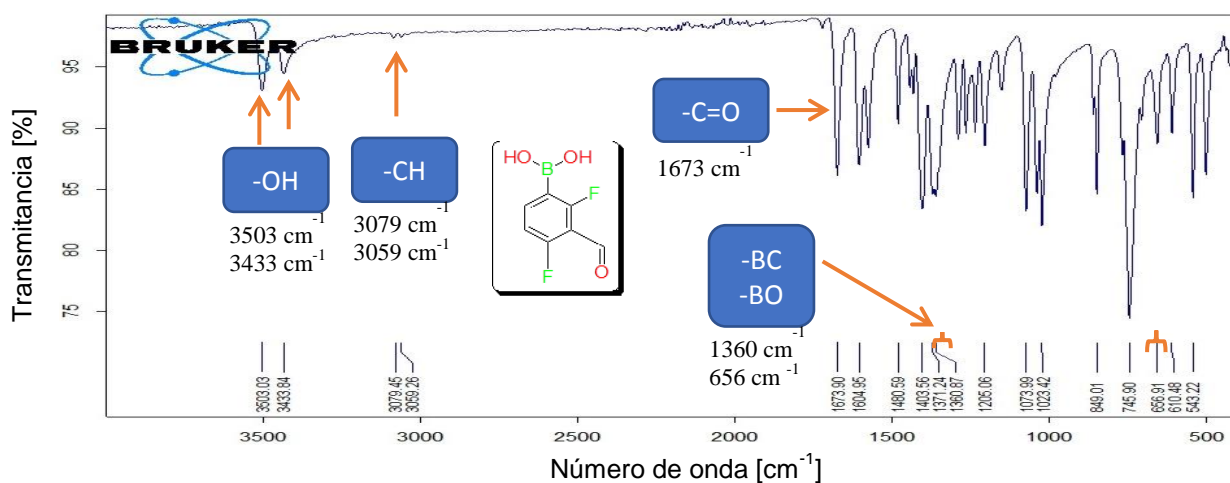 BRUKER
Transmitancia [%]
95
90
85
80
75
-OH
3503 cm-1
3433 cm-1
-CH
3079 cm-1
3059 cm-1
HO
B
OH
F
F
O
-C=O
1673 cm-1
-BC
-BO
1360 cm-1
656 cm-1
3503.03
3433.84
3079.45
3059.26
1673.90
1604.95
1480.59
1403.56
1371.24
1360.87
1205.06
1073.99
1023.42
849.01
745.90
656.91
610.48
543.22
3500
3000
2500
2000
1500
1000
500
Número de onda [cm-1]